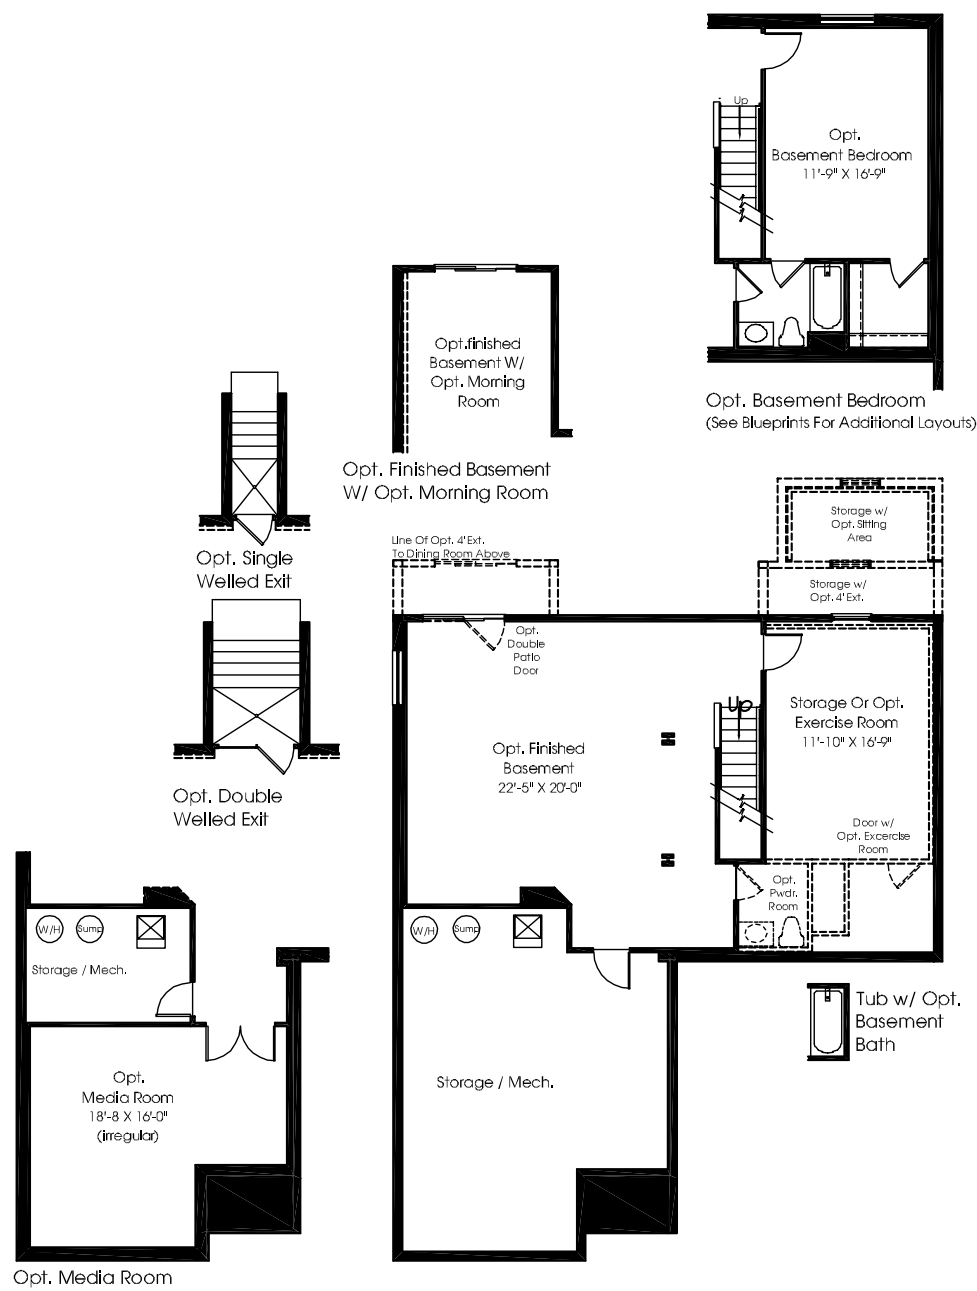 Up
Opt.
Basement Bedroom
11'-9" X 16'-9"
Opt. Basement Bedroom
(See Blueprints For Additional Layouts)
Opt.finished
Basement W/
Opt. Morning
Room
Opt. Finished Basement
W/ Opt. Morning Room
Opt. Single
Welled Exit
Opt. Double
Welled Exit
Line Of Opt. 4'Ext.
To Dining Room Above
Storage w/
Opt. Sitting
Area
Storage w/
Opt. 4'Ext.
Opt.
Double
Patio
Door
Up
Storage Or Opt.
Exercise Room
11'-10" X 16'-9"
Opt. Finished
Basement
22'-5" X 20'-0"
Door w/
Opt. Excercise
Room
Opt.
Pwdr.
Room
W/H
Sump
Storage / Mech.
W/H
Sump
Storage / Mech.
Tub w/ Opt.
Basement
Bath
Opt.
Media Room
18'-8 X 16'-0"
(irregular)
Opt. Media Room